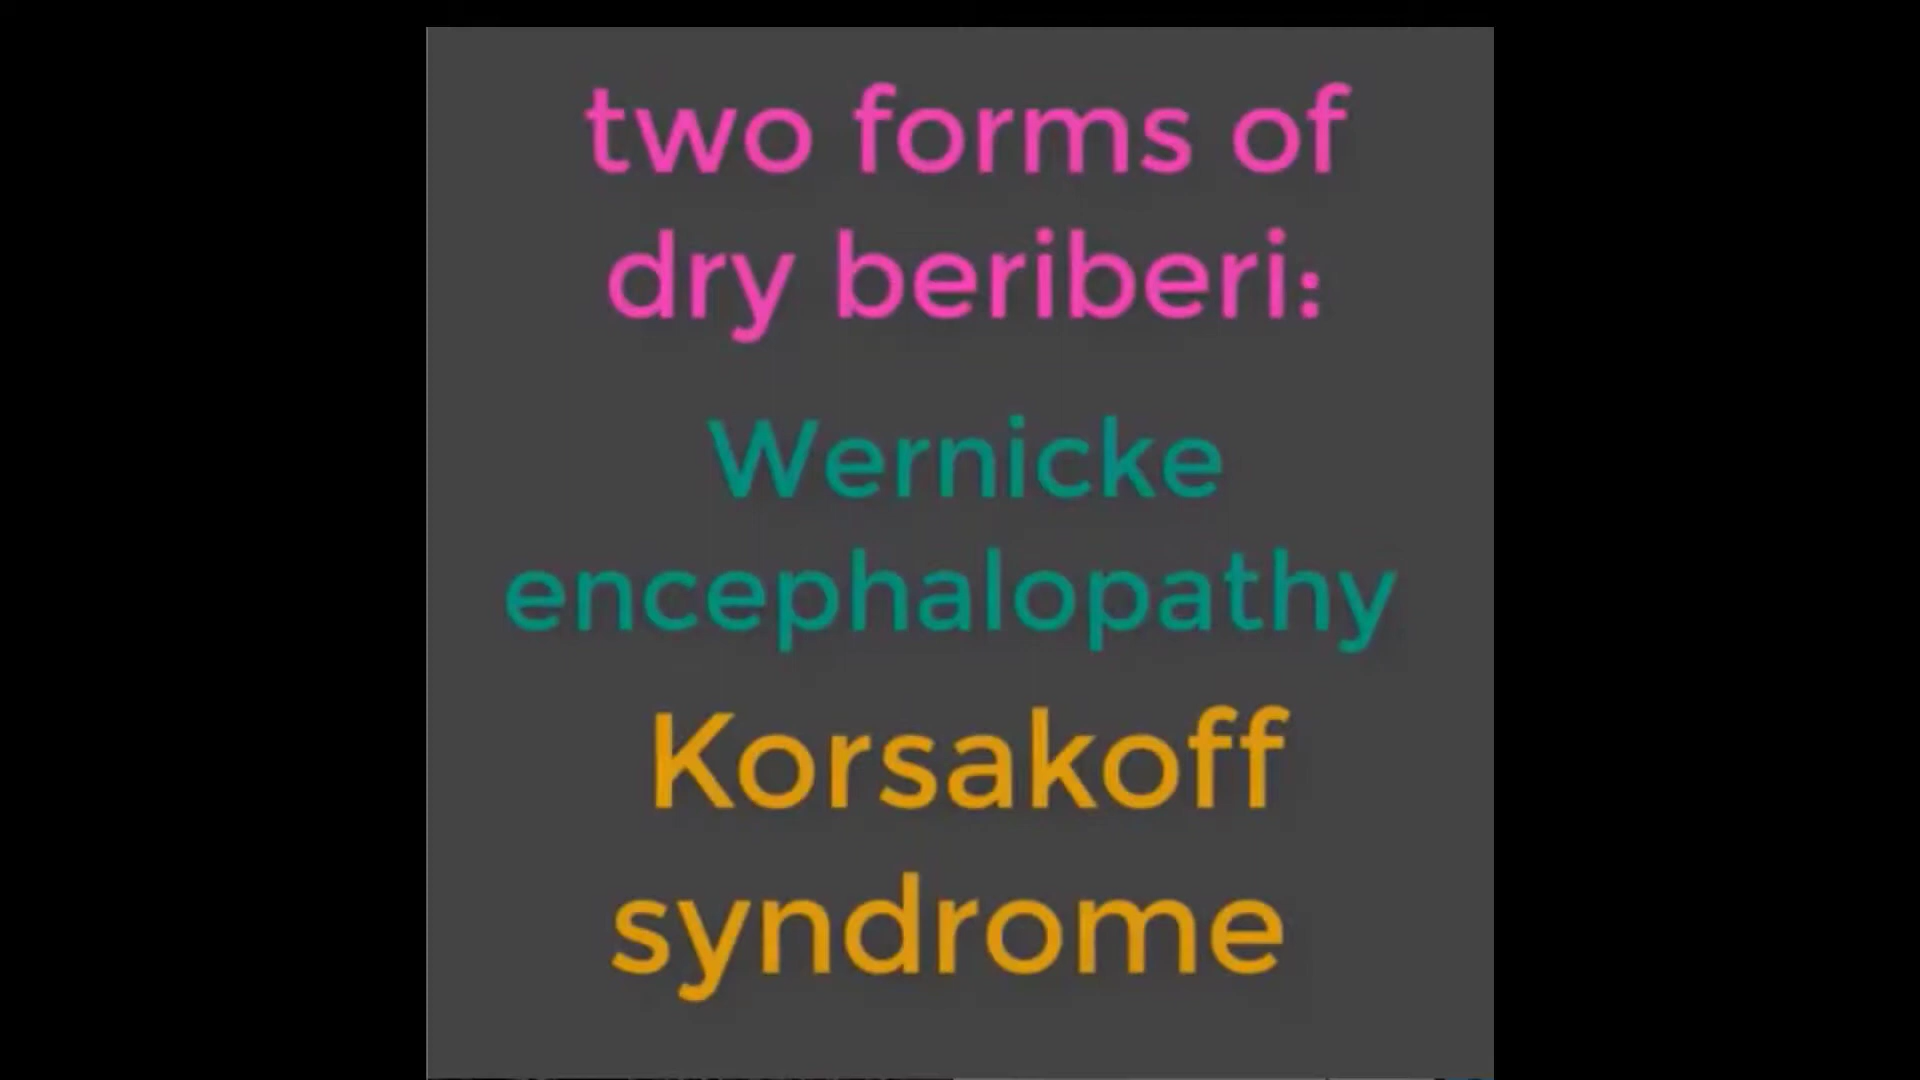 two forms of
dry beriberi:
Wernicke
encephalopathy
Korsakoff
syndrome